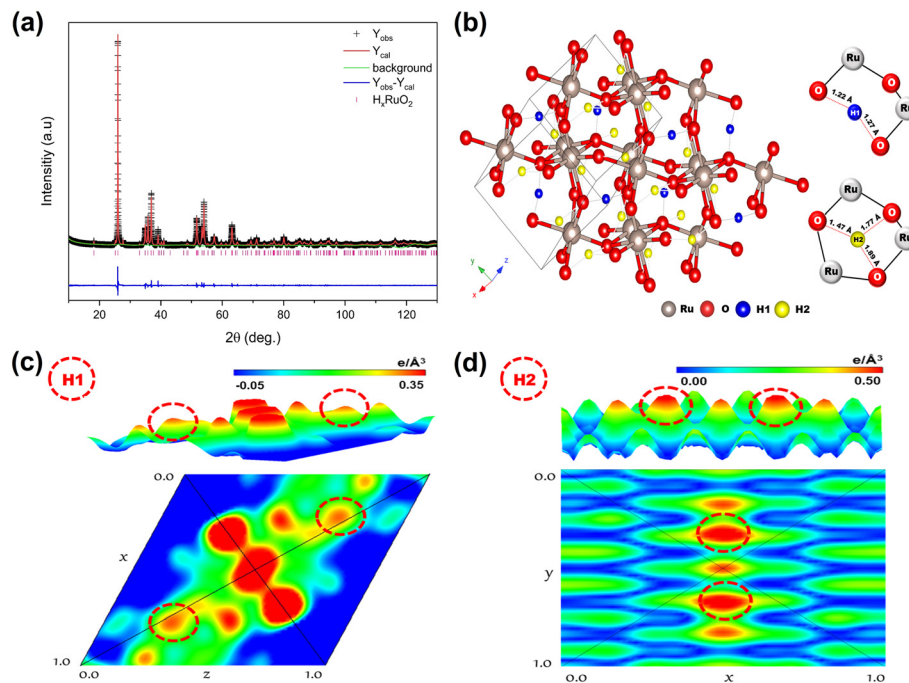 (a)
Y_obs
Y_cal
background
Y_obs-Y_cal
H_xRuO_2
Intensitiy (a.u)
20
40
60
80
100
120
2θ (deg.)
(b)
y
z
x
Ru
O
H1
H2
Ru
O
Ru
1.22 Å
H1
1.27 Å
O
Ru
O
O
1.47 Å
1.77 Å
H2
Ru
1.89 Å
Ru
O
(c)
H1
e/Å³
-0.05
0.35
0.0
x
1.0
0.0
z
1.0
(d)
H2
e/Å³
0.00
0.50
0.0
y
1.0
0.0
x
1.0